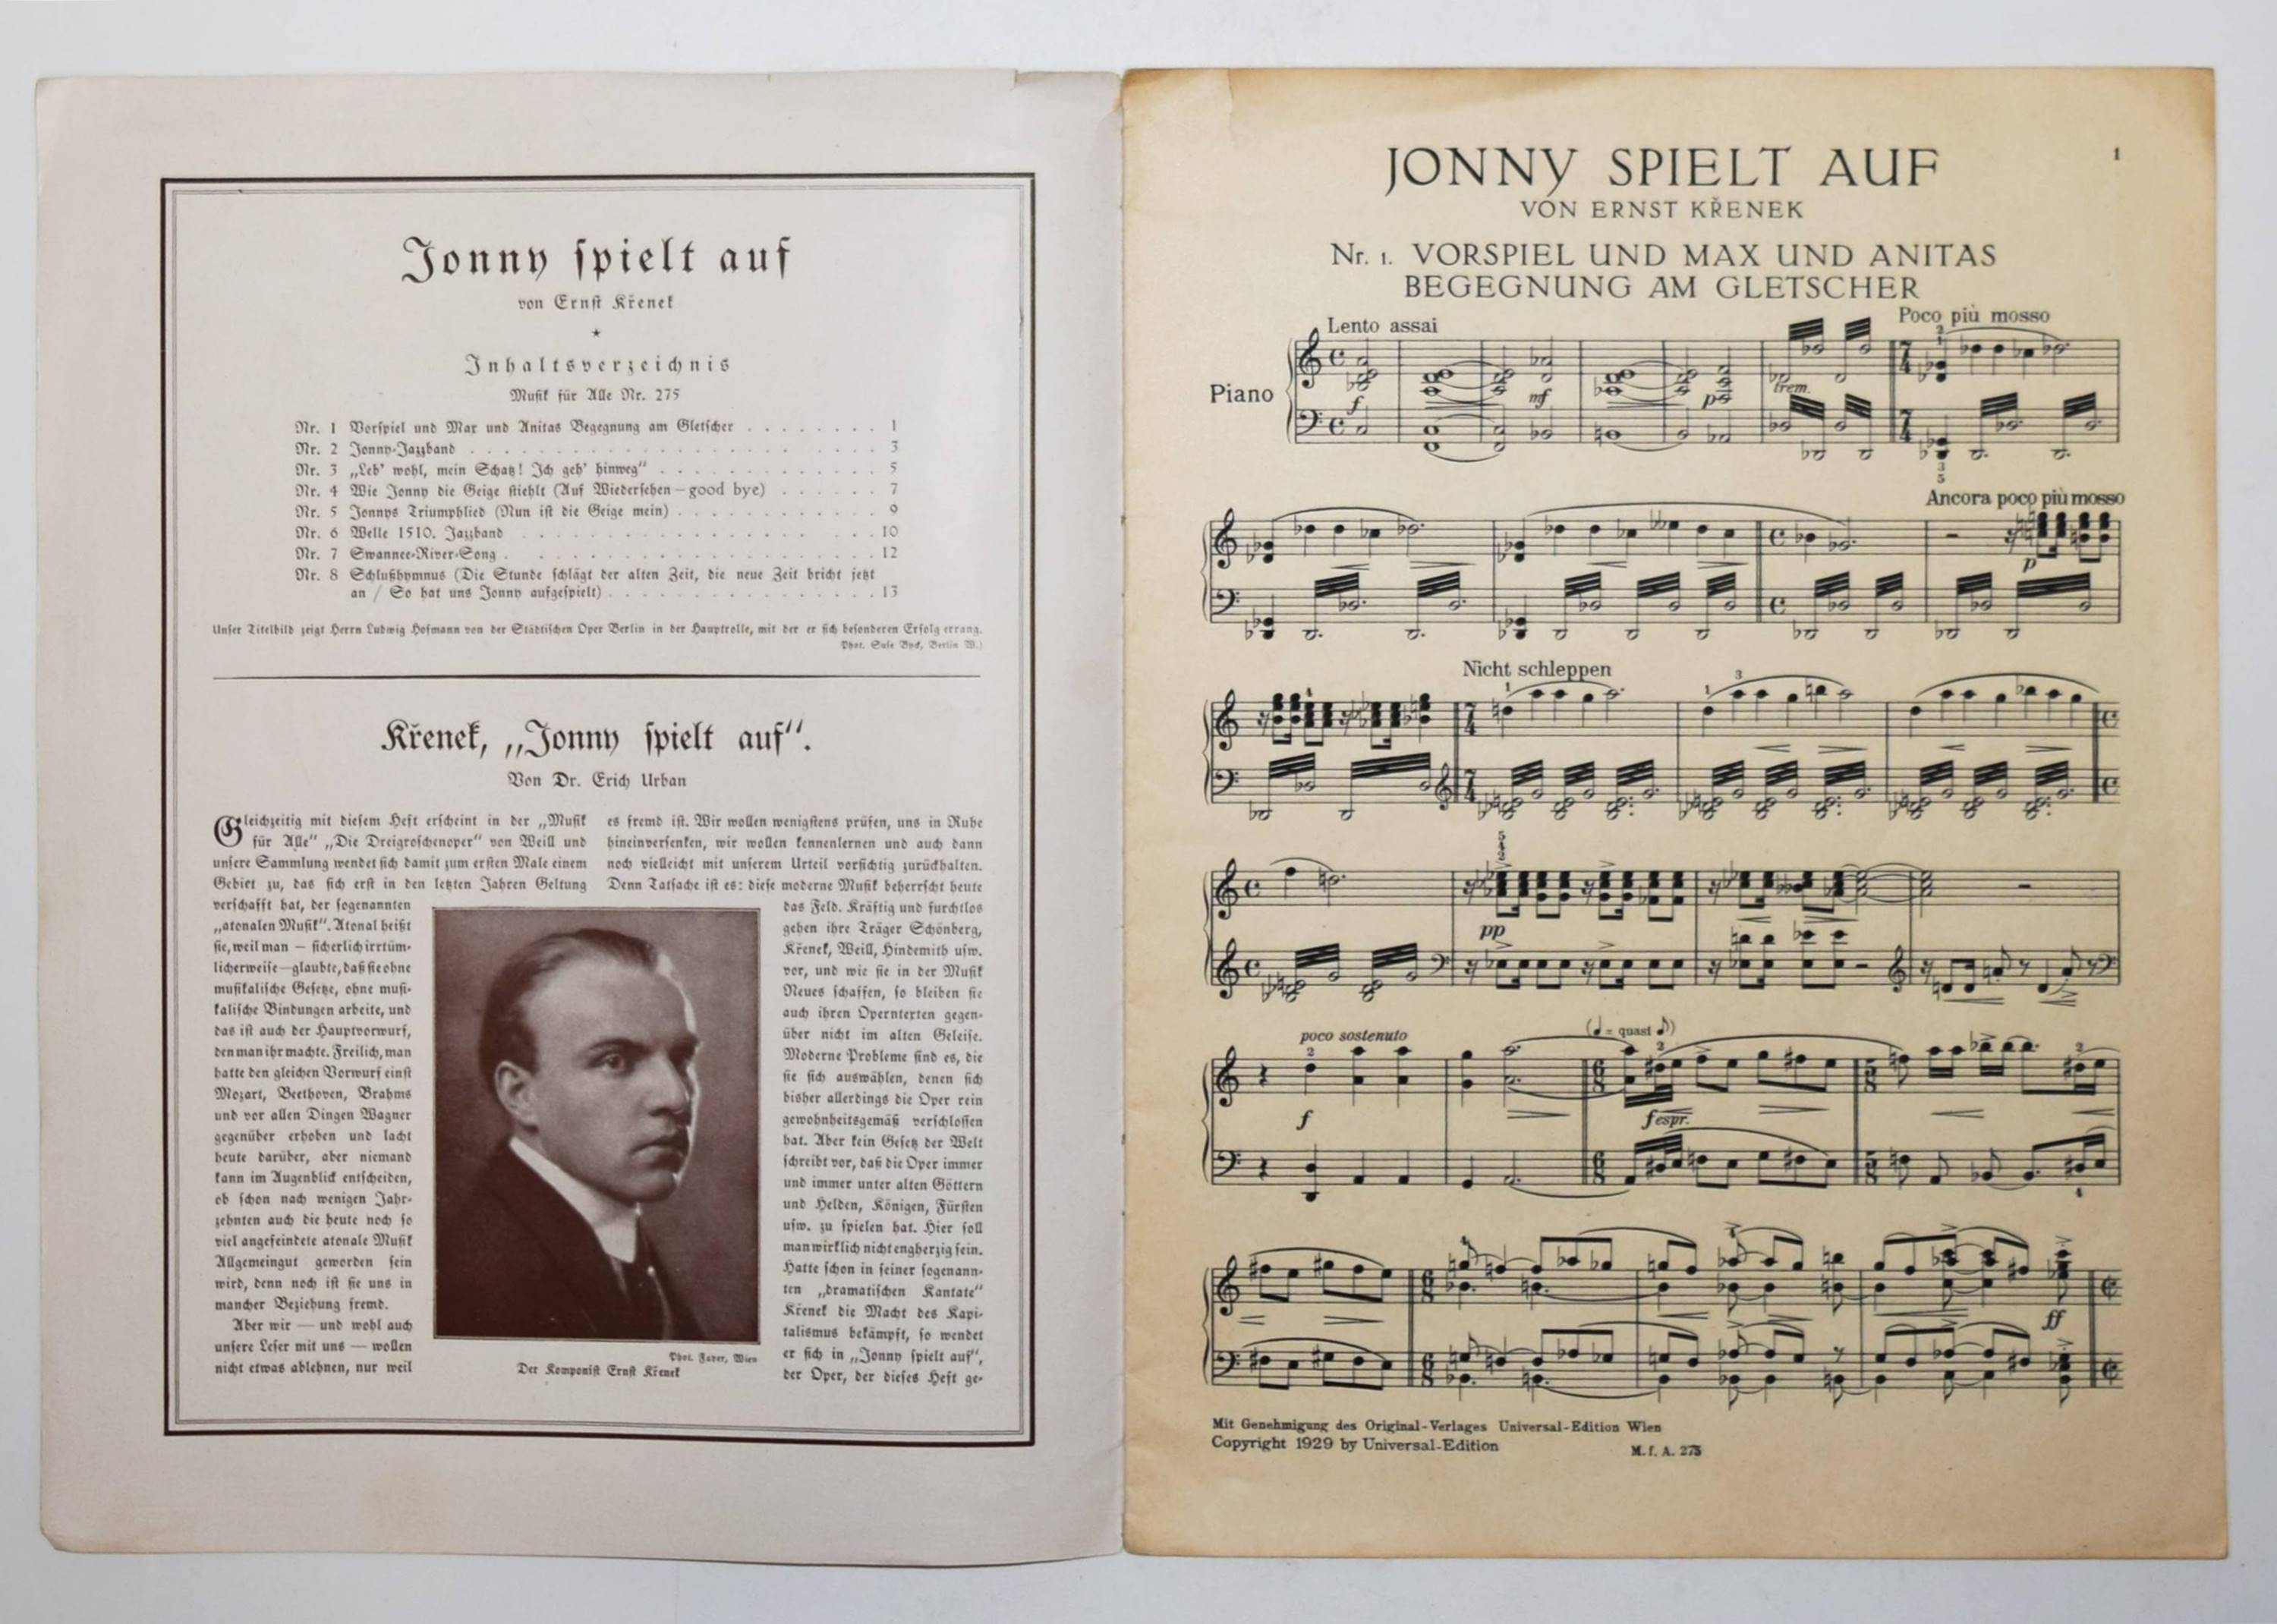 Jonny spielt auf
von Ernst Křenek
Inhaltsverzeichnis
Musik für Alle Nr. 275
Nr. 1 Vorspiel und Max und Anitas Begegnung am Gletscher . . . . . . . . 1
Nr. 2 Jonny-Jazzband . . . . . . . . . . . . . . . . . . 3
Nr. 3 „Leb' wohl, mein Schatz! Ich geh' hinweg“ . . . . . . . . . . 5
Nr. 4 Wie Jonny die Geige stiehlt (Auf Wiedersehen – good bye) . . . . . . 7
Nr. 5 Jonnys Triumphlied (Nun ist die Geige mein) . . . . . . . . . . 9
Nr. 6 Welle 1510. Jazzband . . . . . . . . . . . . . . . . 10
Nr. 7 Swannee-River-Song . . . . . . . . . . . . . . . . . 12
Nr. 8 Schlußhymnus (Die Stunde schlägt der alten Zeit, die neue Zeit bricht jetzt
an / So hat uns Jonny aufgespielt) . . . . . . . . . . . . . . 13
Unser Titelbild zeigt Herrn Ludwig Hofmann von der Städtischen Oper Berlin in der Hauptrolle, mit der er sich besonderen Erfolg errang.
Phot. Suse Byk, Berlin W.)
Křenek, „Jonny spielt auf“.
Von Dr. Erich Urban
Gleichzeitig mit diesem Heft erscheint in der „Musik
für Alle“ „Die Dreigroschenoper“ von Weill und
unsere Sammlung wendet sich damit zum ersten Male einem
Gebiet zu, das sich erst in den letzten Jahren Geltung
verschafft hat, der sogenannten
„atonalen Musik“. Atonal heißt
sie, weil man — sicherlich irrtüm-
licherweise — glaubte, daß sie ohne
musikalische Gesetze, ohne musi-
kalische Bindungen arbeite, und
das ist auch der Hauptvorwurf,
den man ihr machte. Freilich, man
hatte den gleichen Vorwurf einst
Mozart, Beethoven, Brahms
und vor allen Dingen Wagner
gegenüber erhoben und lacht
heute darüber, aber niemand
kann im Augenblick entscheiden,
ob schon nach wenigen Jahr-
zehnten auch die heute noch so
viel angefeindete atonale Musik
Allgemeingut geworden sein
wird, denn noch ist sie uns in
mancher Beziehung fremd.
Aber wir — und wohl auch
unsere Leser mit uns — wollen
nicht etwas ablehnen, nur weil
es fremd ist. Wir wollen wenigstens prüfen, uns in Ruhe
hineinversenken, wir wollen kennenlernen und auch dann
noch vielleicht mit unserem Urteil vorsichtig zurückhalten.
Denn Tatsache ist es: diese moderne Musik beherrscht heute
das Feld. Kräftig und furchtlos
gehen ihre Träger Schönberg,
Křenek, Weill, Hindemith usw.
vor, und wie sie in der Musik
Neues schaffen, so bleiben sie
auch ihren Operntexten gegen-
über nicht im alten Geleise.
Moderne Probleme sind es, die
sie sich auswählen, denen sich
bisher allerdings die Oper rein
gewohnheitsgemäß verschlossen
hat. Aber kein Gesetz der Welt
schreibt vor, daß die Oper immer
und immer unter alten Göttern
und Helden, Königen, Fürsten
usw. zu spielen hat. Hier soll
man wirklich nicht engherzig sein.
Hatte schon in seiner sogenann-
ten „dramatischen Kantate“
Křenek die Macht des Kapi-
talismus bekämpft, so wendet
er sich in „Jonny spielt auf“,
der Oper, der dieses Heft ge-
Phot. Fayer, Wien
Der Komponist Ernst Křenek
1
JONNY SPIELT AUF
VON ERNST KŘENEK
Nr. 1. VORSPIEL UND MAX UND ANITAS
BEGEGNUNG AM GLETSCHER
Lento assai
Poco più mosso
Piano
f
mf
p
trem.
Ancora poco più mosso
p
Nicht schleppen
pp
poco sostenuto
(♩ = quasi ♪)
f
f espr.
ff
Mit Genehmigung des Original-Verlages Universal-Edition Wien
Copyright 1929 by Universal-Edition
M. f. A. 275